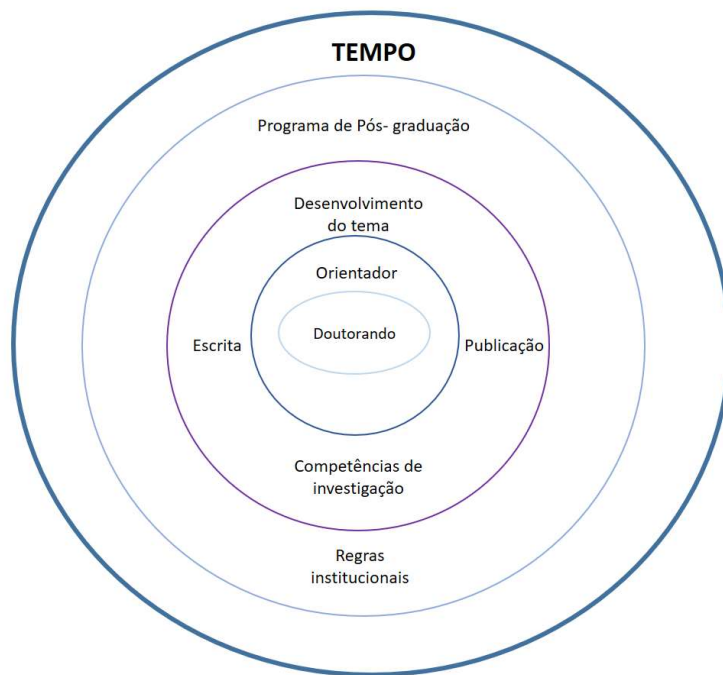 TEMPO
Programa de Pós- graduação
Desenvolvimento
do tema
Orientador
Doutorando
Escrita
Publicação
Competências de
investigação
Regras
institucionais